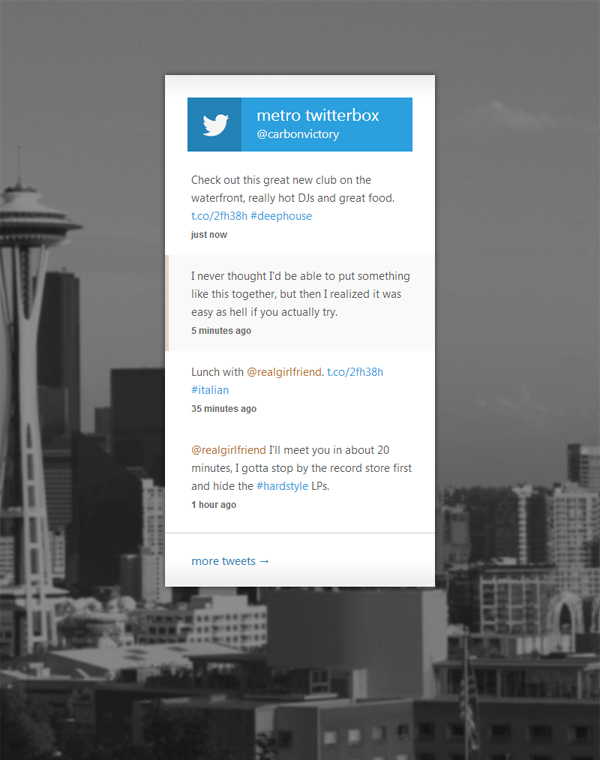 metro twitterbox
@carbonvictory
Check out this great new club on the
waterfront, really hot DJs and great food.
t.co/2fh38h #deephouse
just now
I never thought I'd be able to put something
like this together, but then I realized it was
easy as hell if you actually try.
5 minutes ago
Lunch with @realgirlfriend. t.co/2fh38h
#italian
35 minutes ago
@realgirlfriend I'll meet you in about 20
minutes, I gotta stop by the record store first
and hide the #hardstyle LPs.
1 hour ago
more tweets →